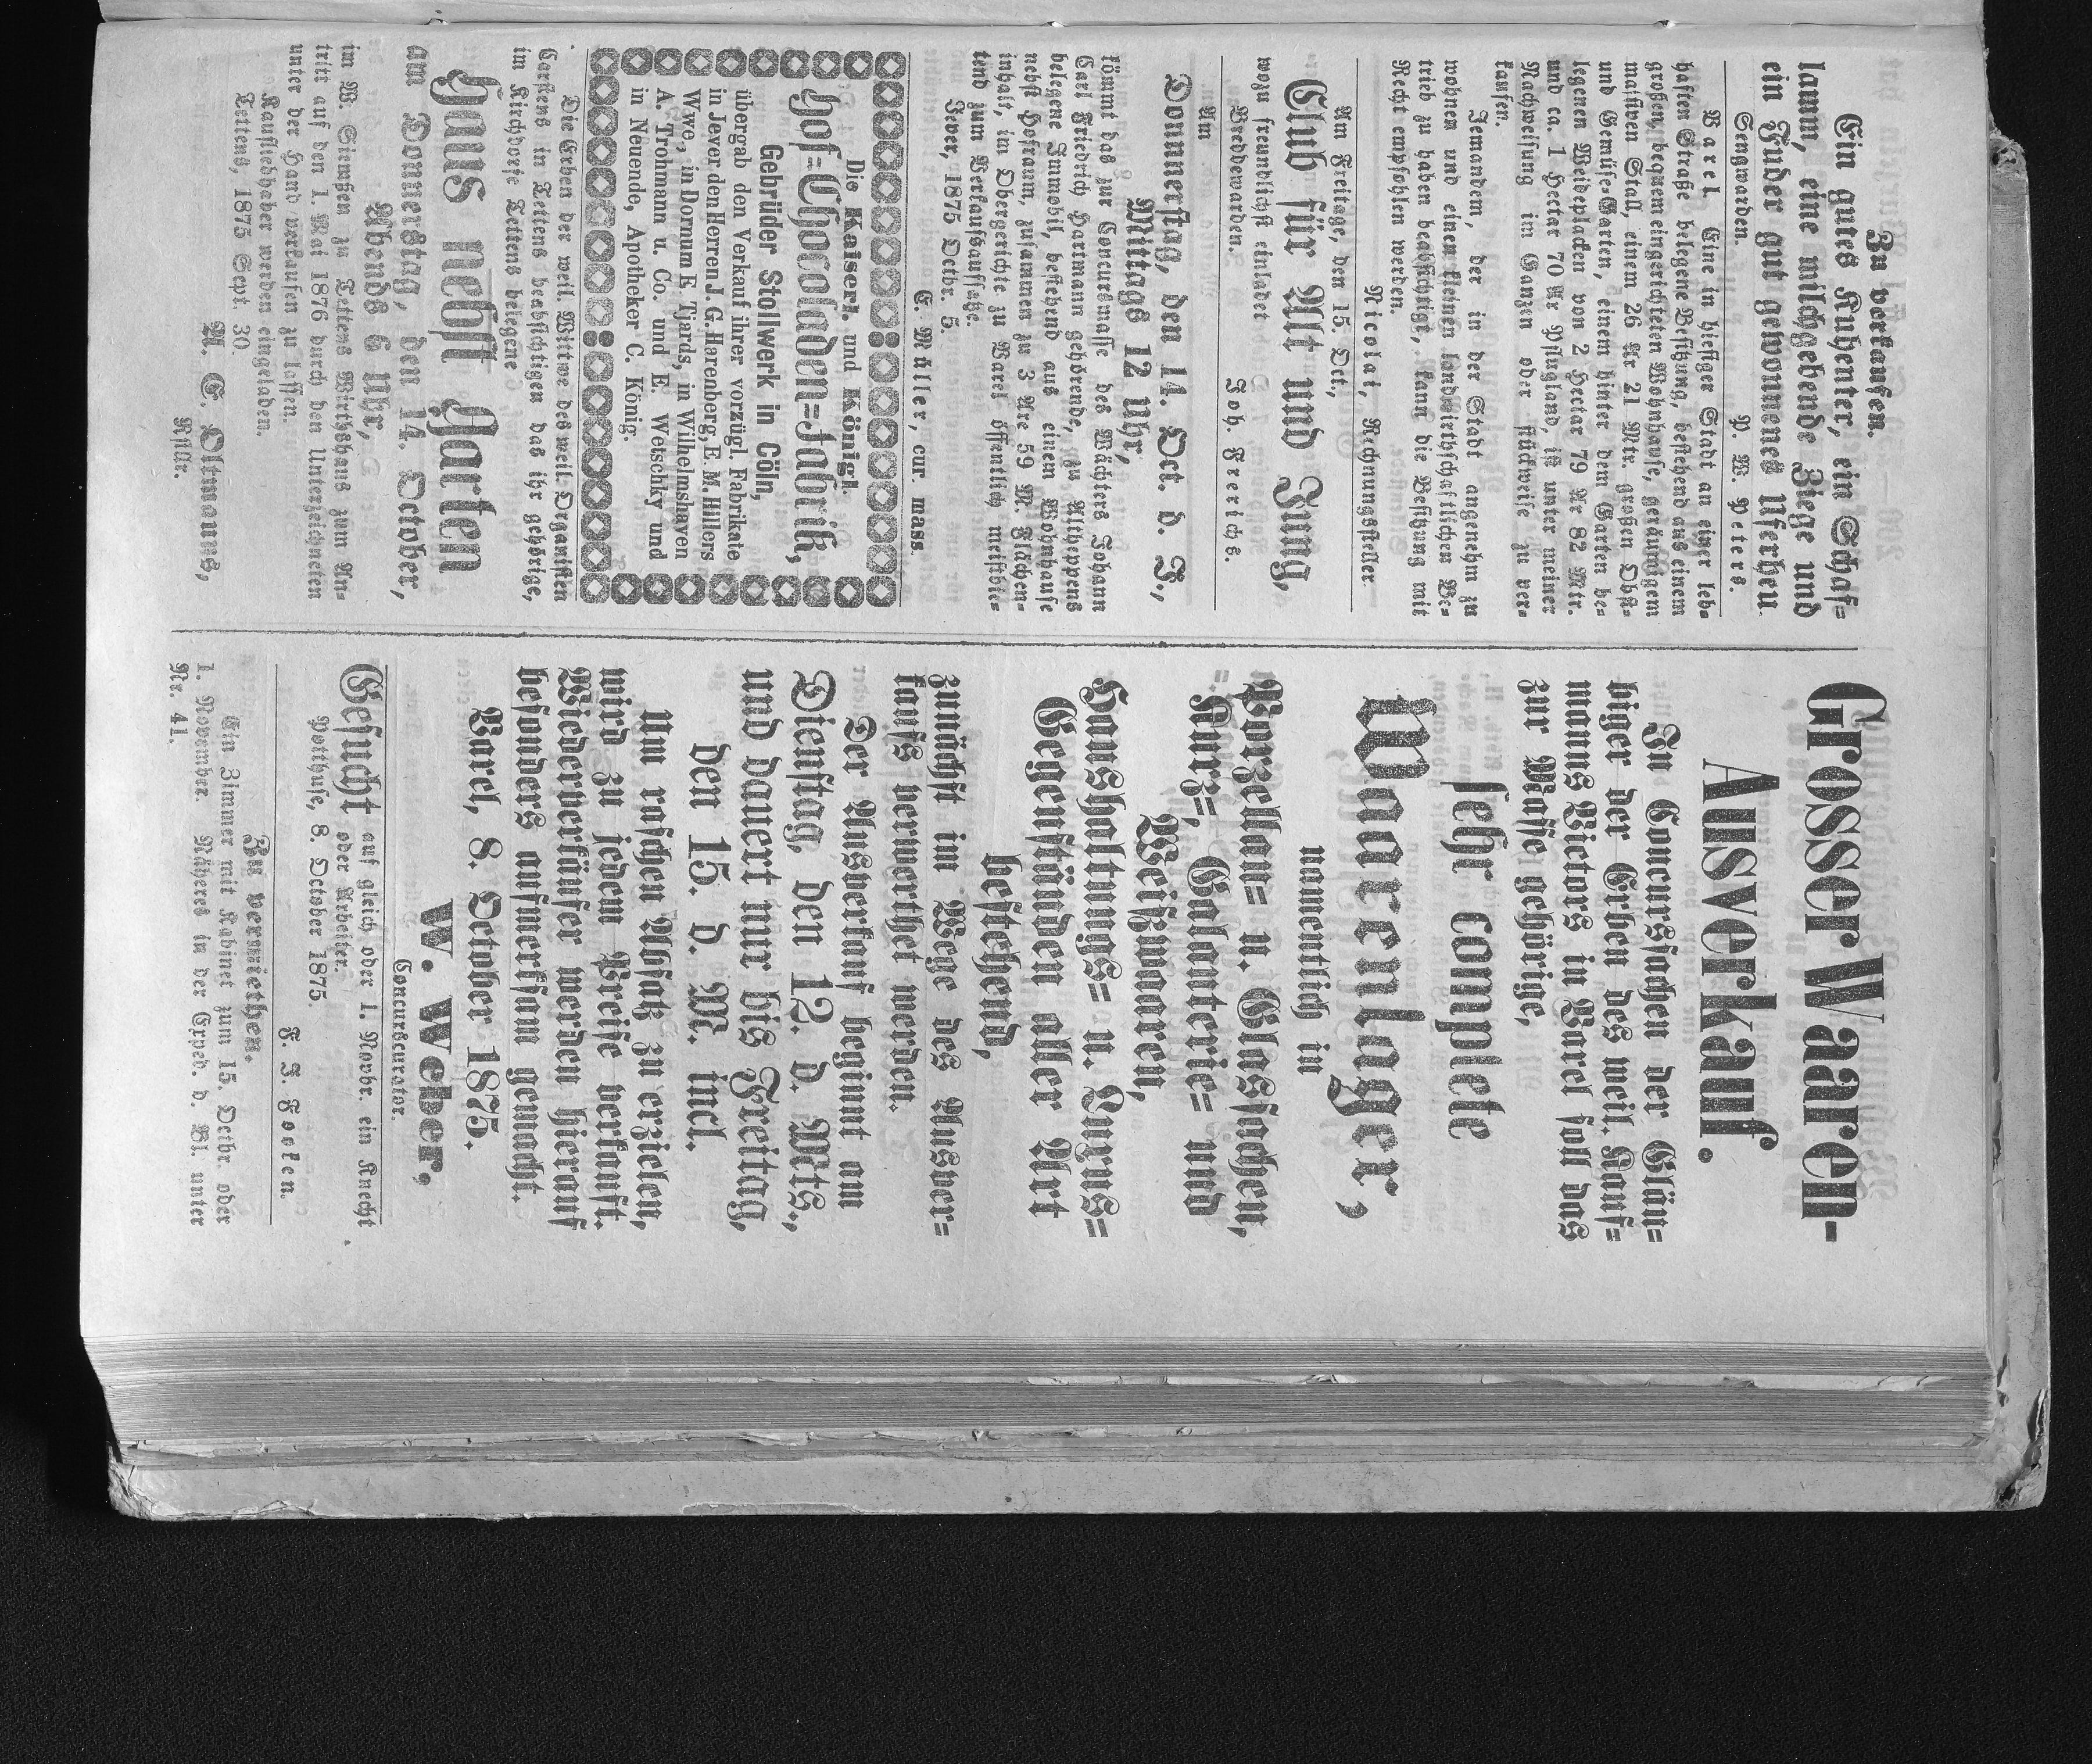 Zu verkaufen.
Ein gutes Kuhenter, ein Schaf-
lamm, eine milchgebende Ziege und
ein Fuder gut gewonnenes Uferheu.
Sengwarden. P. W. Peters.
Varel. Eine in hiesiger Stadt an einer leb-
haften Straße belegene Besitzung, bestehend aus einem
großen, bequem eingerichteten Wohnhause, geräumigem
massiven Stall, einem 26 Ar 21 Mtr. großen Obst-
und Gemüse-Garten, einem hinter dem Garten be-
legenen Weideplacken von 2 Hectar 79 Ar 82 Mtr.
und ca. 1 Hectar 70 Ar Pflugland, ist unter meiner
Nachweisung im Ganzen oder stückweise zu ver-
kaufen.
Jemandem, der in der Stadt angenehm zu
wohnen und einen kleinen landwirthschaftlichen Be-
trieb zu haben beabsichtigt, kann die Besitzung mit
Recht empfohlen werden.
Nicolai, Rechnungssteller.
Am Freitage, den 15. Oct.,
Club für Alt und Jung,
wozu freundlichst einladet
Breddewarden. Joh. Frerichs.
Am
Donnerstag, den 14. Oct. d. J.,
Mittags 12 Uhr,
kömmt das zur Concursmasse des Wächters Johann
Carl Friedrich Hartmann gehörende, zu Altheppens
belegene Immobil, bestehend aus einem Wohnhause
nebst Hofraum, zusammen zu 3 Are 59 M. Flächen-
inhalt, im Obergerichte zu Varel öffentlich meistbie-
tend zum Verkaufsaufsatze.
Jever, 1875 Octbr. 5.
C. Müller, cur. mass.
Die Kaiserl. und Königl.
Hof-Chocoladen-Fabrik,
Gebrüder Stollwerk in Cöln,
übergab den Verkauf ihrer vorzügl. Fabrikate
in Jever den Herren J. G. Harenberg, E. M. Hillers
Wwe, in Dornum E Tjards, in Wilhelmshaven
A. Trohmann u. Co. und E. Wetschky und
in Neuende, Apotheker C. König.
Die Erben der weil. Wittwe des weil. Organisten
Carstens in Tettens beabsichtigen das ihr gehörige,
im Kirchdorfe Tettens belegene
Haus nebst Garten
am Donnerstag, den 14. October,
Abends 6 Uhr,
in W. Siemßen zu Tettens Wirthshaus zum An-
tritt auf den 1. Mai 1876 durch den Unterzeichneten
unter der Hand verkaufen zu lassen.
Kaufliebhaber werden eingeladen.
Tettens, 1875 Sept. 30.
A. C. Oltmanns,
Rfstlr.
Grosser Waaren-
Ausverkauf.
In Concurssachen der Gläu-
biger der Erben des weil. Kauf-
manns Victors in Varel soll das
zur Masse gehörige,
sehr complete
Waarenlager,
namentlich in
Porzellan- u. Glassachen,
Kurz-, Galanterie- und
Weißwaaren,
Haushaltungs- u. Luxus-
Gegenständen aller Art
bestehend,
zunächst im Wege des Ausver-
kaufs verwerthet werden.
Der Ausverkauf beginnt am
Dienstag, den 12. d. Mts.,
und dauert nur bis Freitag,
den 15. d. M. incl.
Um raschen Absatz zu erzielen,
wird zu jedem Preise verkauft.
Wiederverkäufer werden hierauf
besonders aufmerksam gemacht.
Varel, 8. October 1875.
W. Weber,
Concurscurator.
Gesucht auf gleich oder 1. Novbr. ein Knecht
oder Arbeiter.
Potthuse, 8. October 1875.
F. J. Fooken.
Zu vermiethen.
Ein Zimmer mit Kabinet zum 15. Octbr. oder
1. November. Näheres in der Exped. d. Bl. unter
Nr. 41.